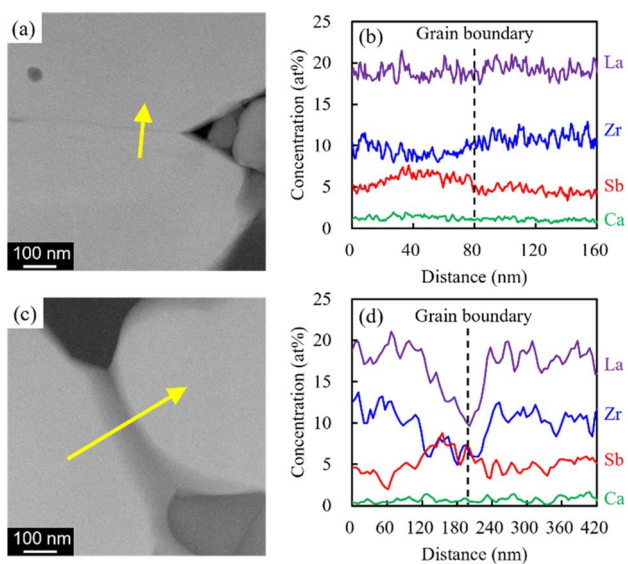 (a)
100 nm
(b)
Grain boundary
Concentration (at%)
25
20
15
10
5
0
La
Zr
Sb
Ca
0 40 80 120 160
Distance (nm)
(c)
100 nm
(d)
Grain boundary
Concentration (at%)
25
20
15
10
5
0
La
Zr
Sb
Ca
0 60 120 180 240 300 360 420
Distance (nm)